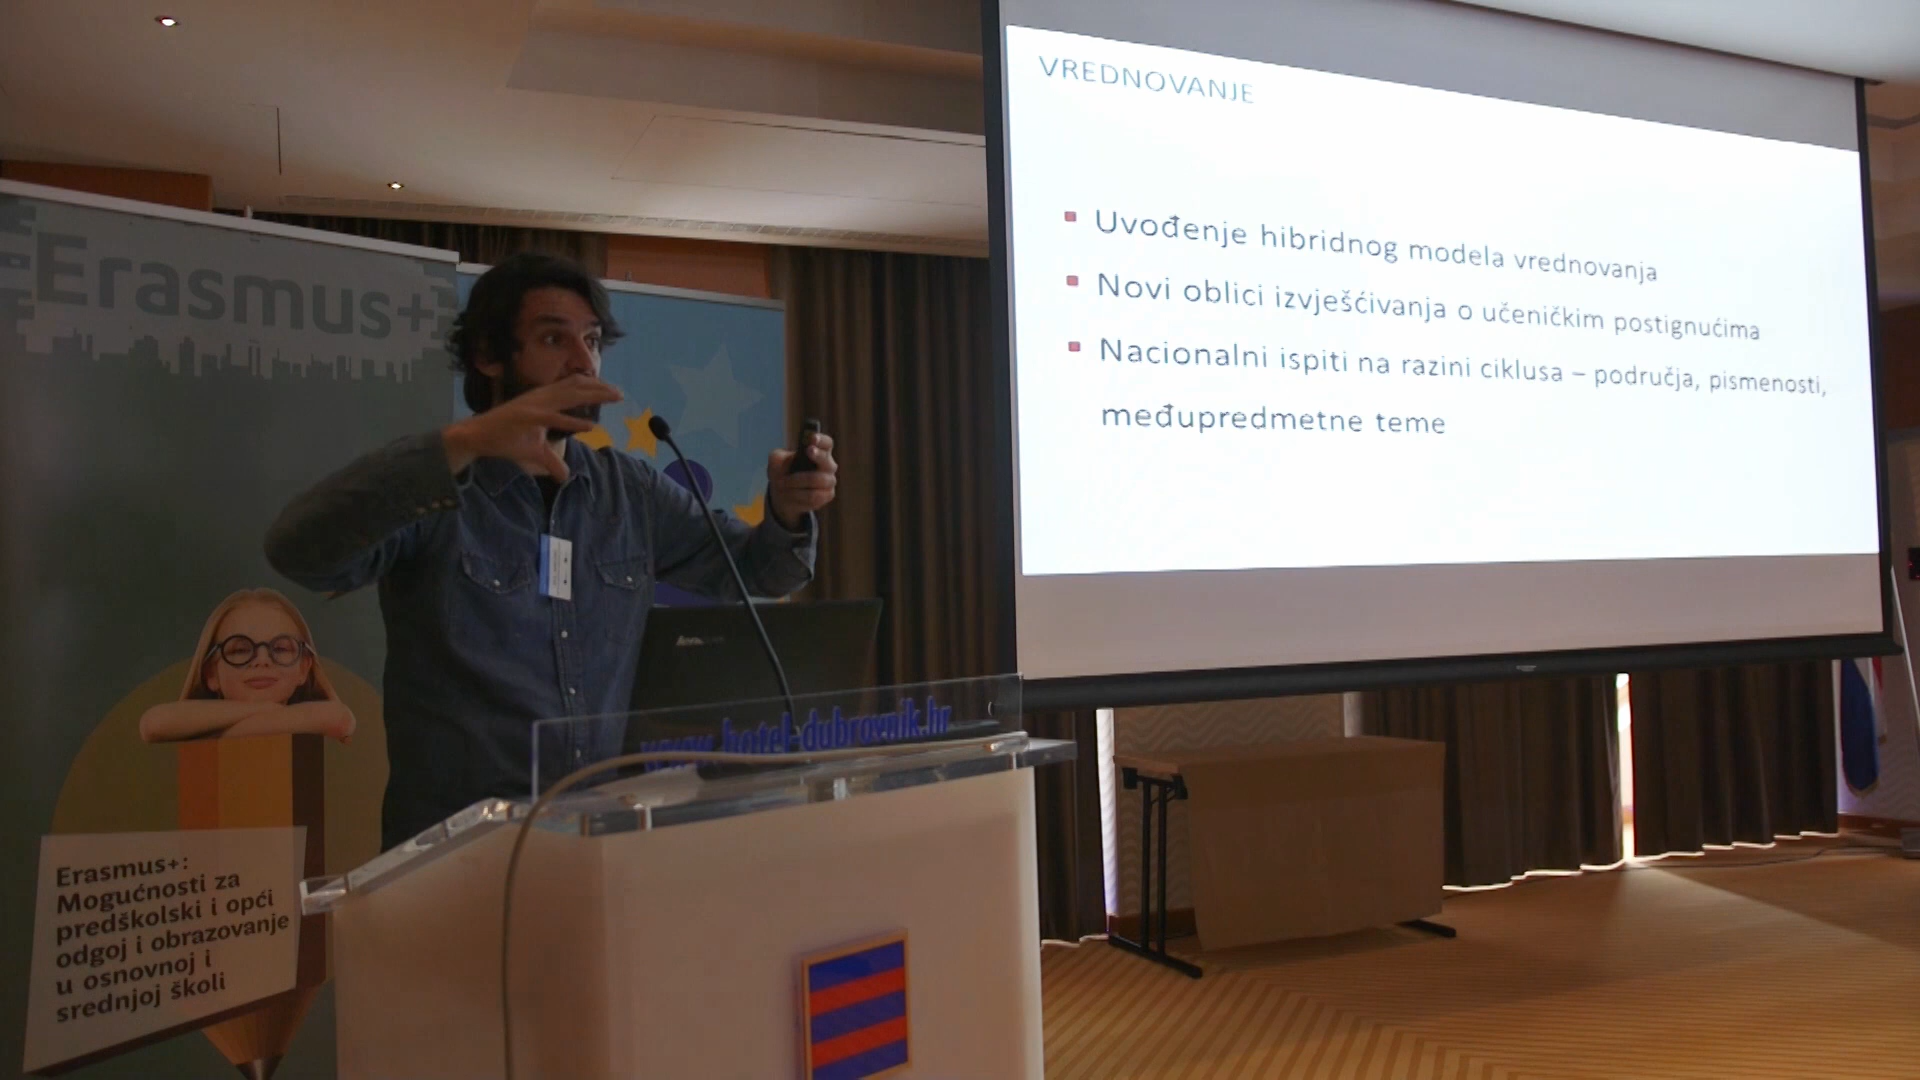 VREDNOVANJE
Uvođenje hibridnog modela vrednovanja
Novi oblici izvješćivanja o učeničkim postignućima
Nacionalni ispiti na razini ciklusa – područja, pismenosti,
međupredmetne teme
Erasmus+
www.hotel-dubrovnik.hr
Erasmus+:
Mogućnosti za
predškolski i opći
odgoj i obrazovanje
u osnovnoj i
srednjoj školi